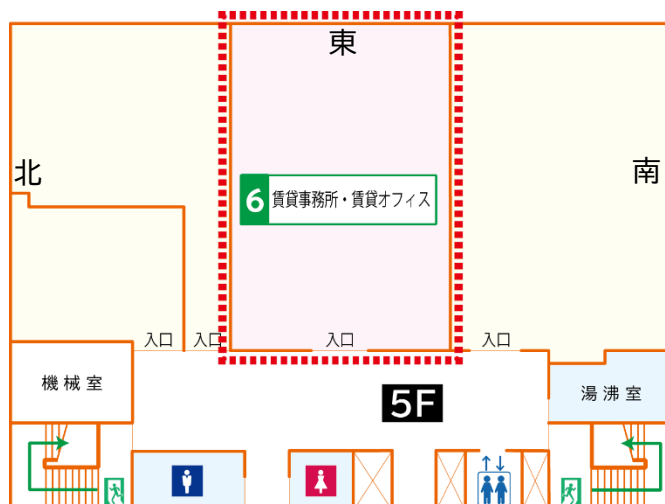 東
北
南
6 賃貸事務所・賃貸オフィス
入口 入口 入口 入口
機械室
5F
湯沸室